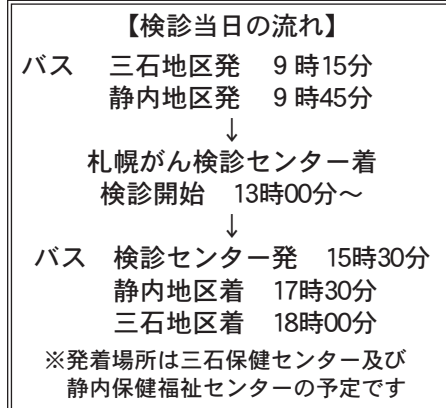 【検診当日の流れ】
バス　三石地区発　9時15分
静内地区発　9時45分
↓
札幌がん検診センター着
検診開始　13時00分～
↓
バス　検診センター発　15時30分
静内地区着　17時30分
三石地区着　18時00分
※発着場所は三石保健センター及び
静内保健福祉センターの予定です